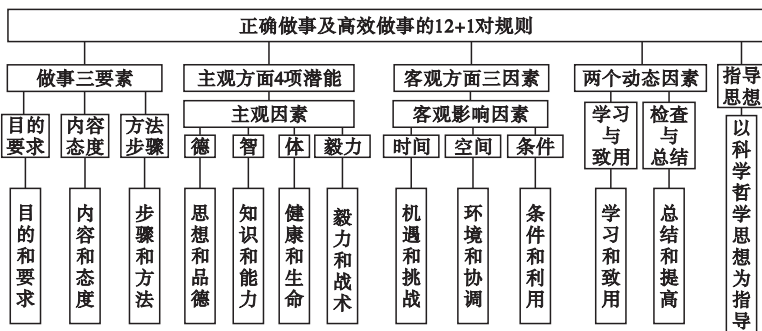 正确做事及高效做事的12+1对规则
做事三要素
主观方面4项潜能
客观方面三因素
两个动态因素
指导
思想
目的
要求
内容
态度
方法
步骤
主观因素
德
智
体
毅力
客观影响因素
时间
空间
条件
学习
与
致用
检查
与
总结
目的和要求
内容和态度
步骤和方法
思想和品德
知识和能力
健康和生命
毅力和战术
机遇和挑战
环境和协调
条件和利用
学习和致用
总结和提高
以科学哲学思想为指导